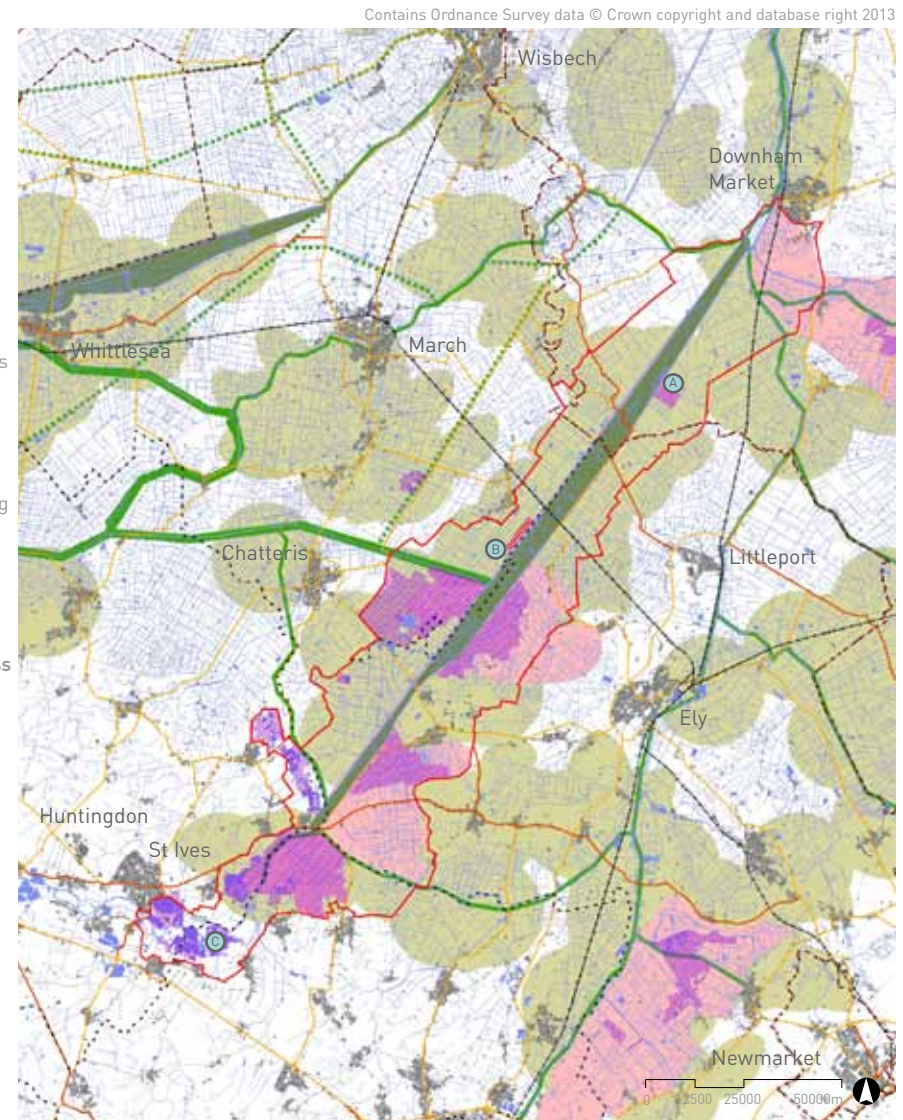 Contains Ordnance Survey data © Crown copyright and database right 2013
Wisbech
Downham
Market
s
Whittlesea
March
A
g
B
Chatteris
Littleport
ss
Ely
Huntingdon
St Ives
C
Newmarket
0
25000
50000m